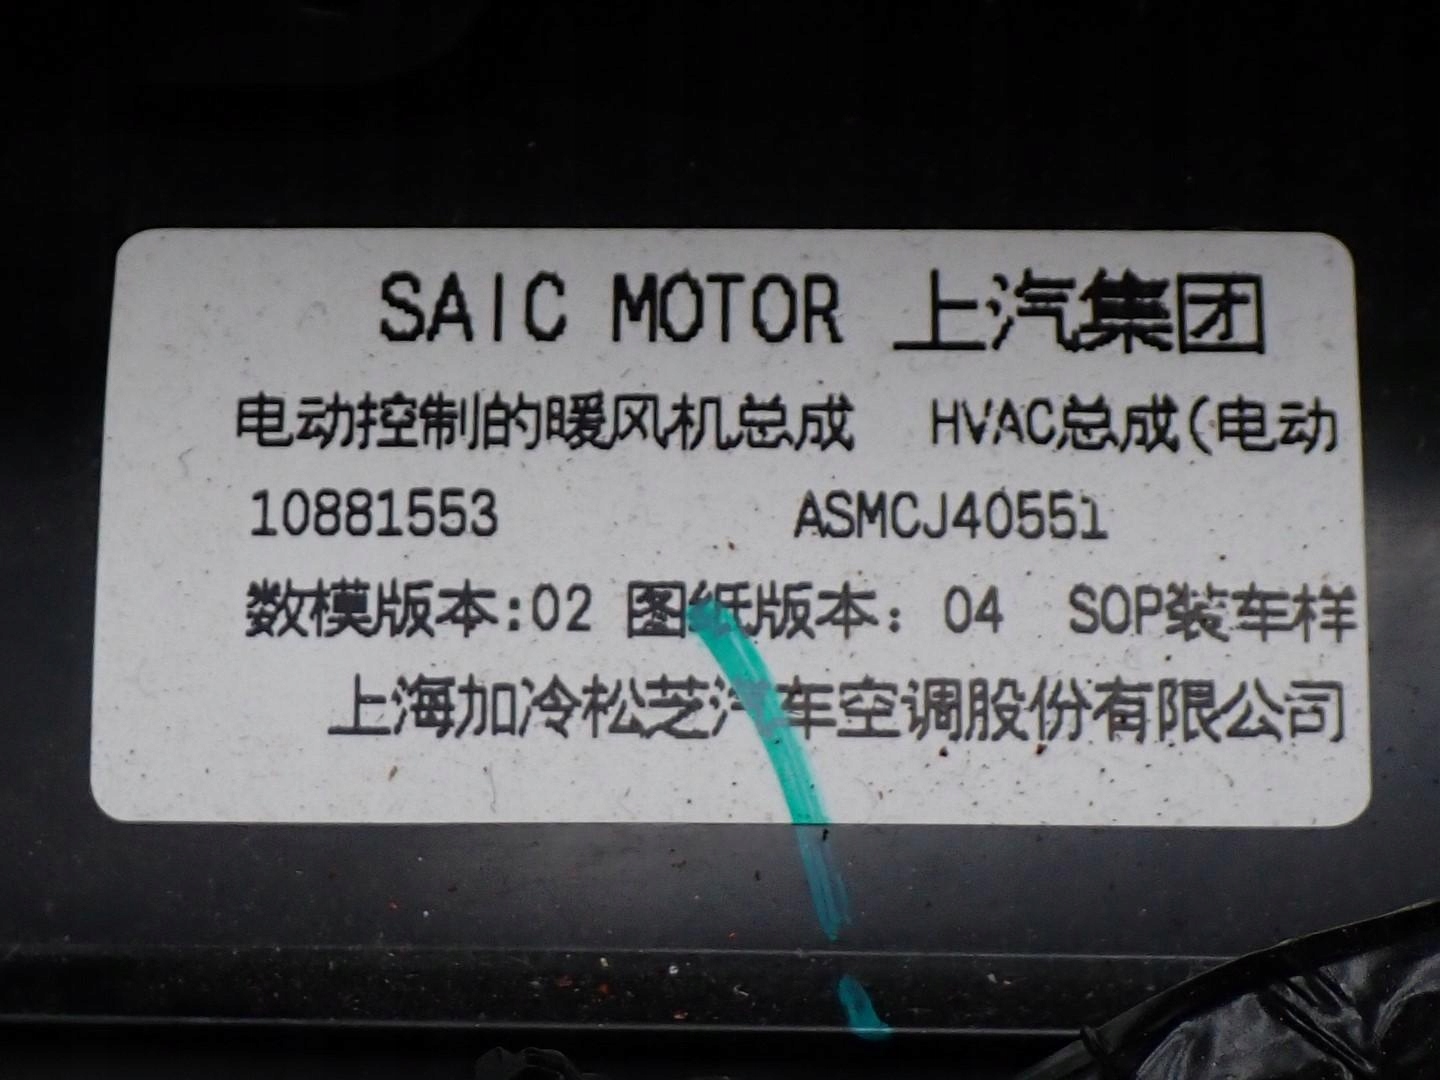 SAIC MOTOR 上汽集团
电动控制的暖风机总成 HVAC总成(电动
10881553 ASMCJ40551
数模版本:02 图纸版本: 04 SOP装车样
上海加冷松芝汽车空调股份有限公司